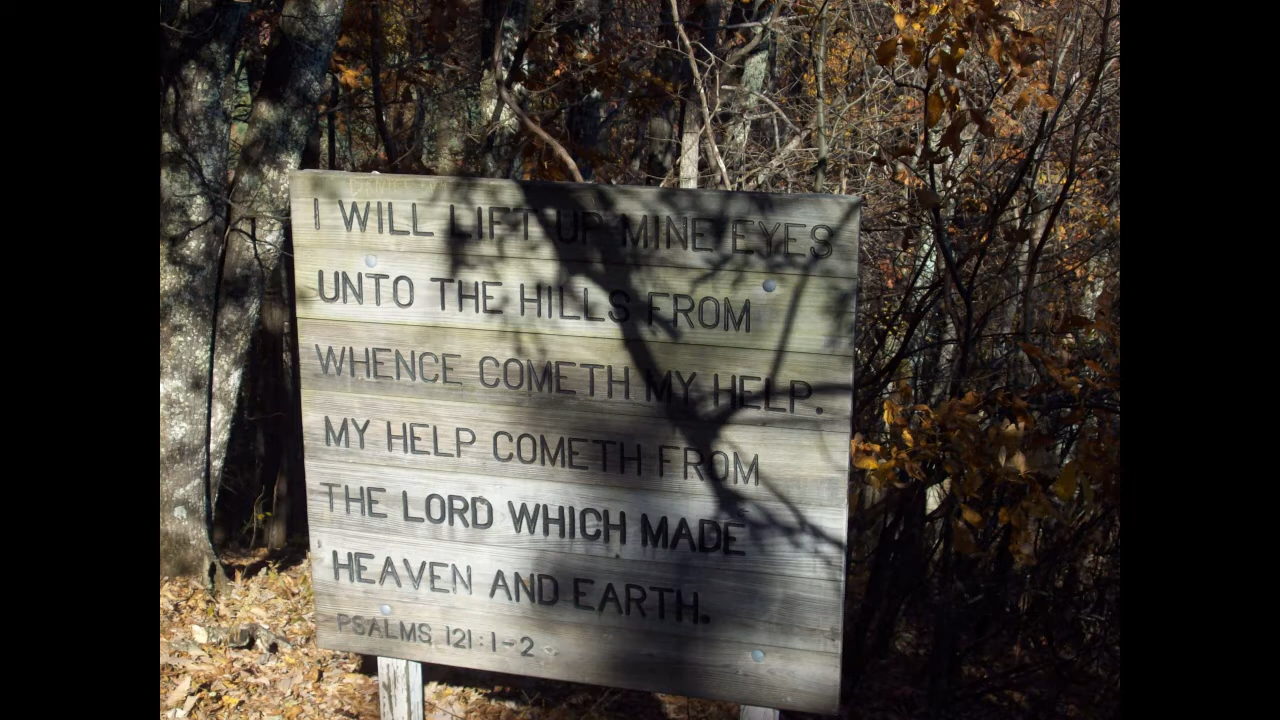 I WILL LIFT UP MINE EYES
UNTO THE HILLS FROM
WHENCE COMETH MY HELP.
MY HELP COMETH FROM
THE LORD WHICH MADE
HEAVEN AND EARTH.
PSALMS 121:1-2